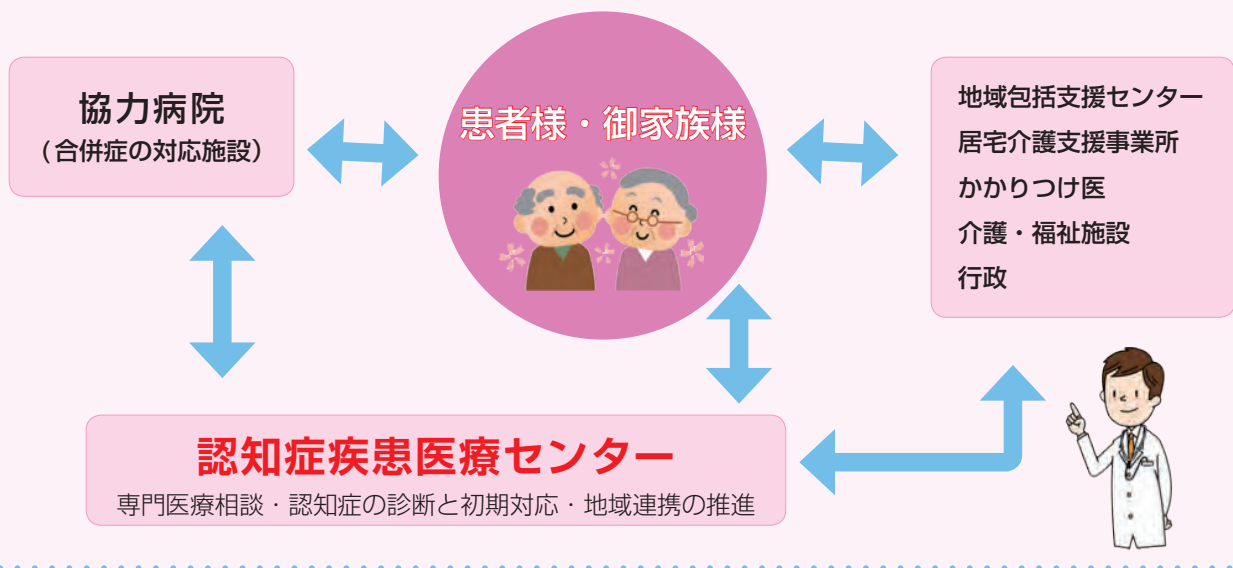 協力病院
(合併症の対応施設)
患者様・御家族様
地域包括支援センター
居宅介護支援事業所
かかりつけ医
介護・福祉施設
行政
認知症疾患医療センター
専門医療相談・認知症の診断と初期対応・地域連携の推進